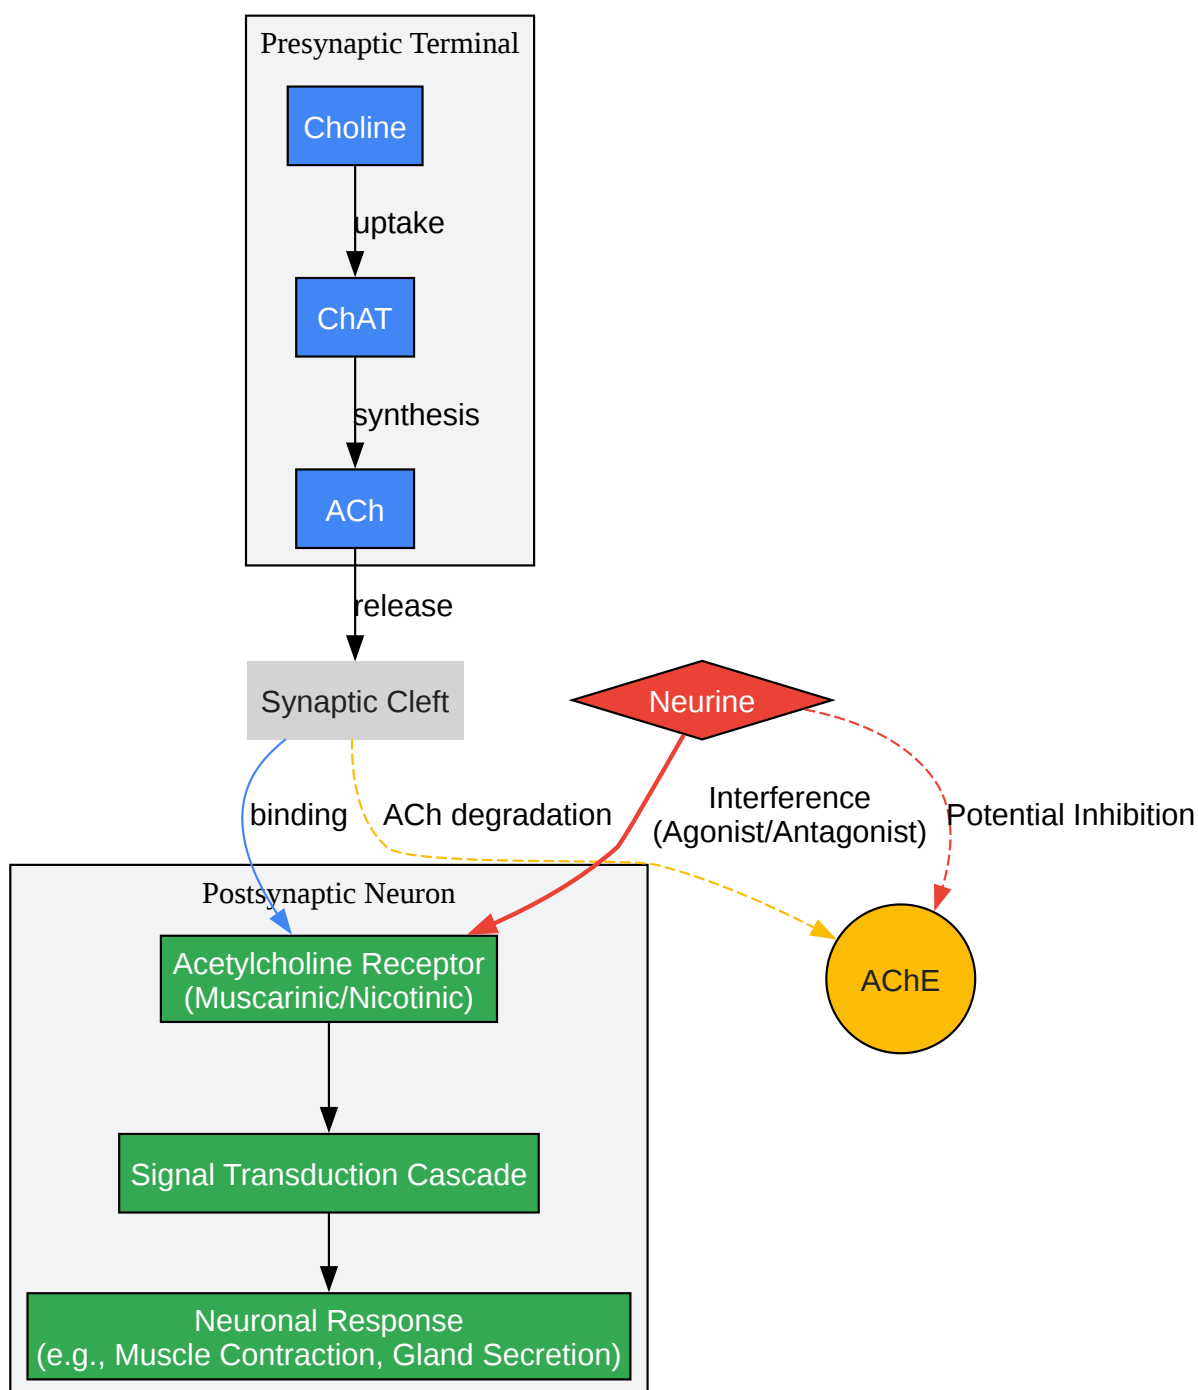 Presynaptic Terminal
Choline
uptake
ChAT
synthesis
ACh
release
Synaptic Cleft
Neurine
binding
ACh degradation
Interference
(Agonist/Antagonist)
Potential Inhibition
Postsynaptic Neuron
Acetylcholine Receptor
(Muscarinic/Nicotinic)
AChE
Signal Transduction Cascade
Neuronal Response
(e.g., Muscle Contraction, Gland Secretion)